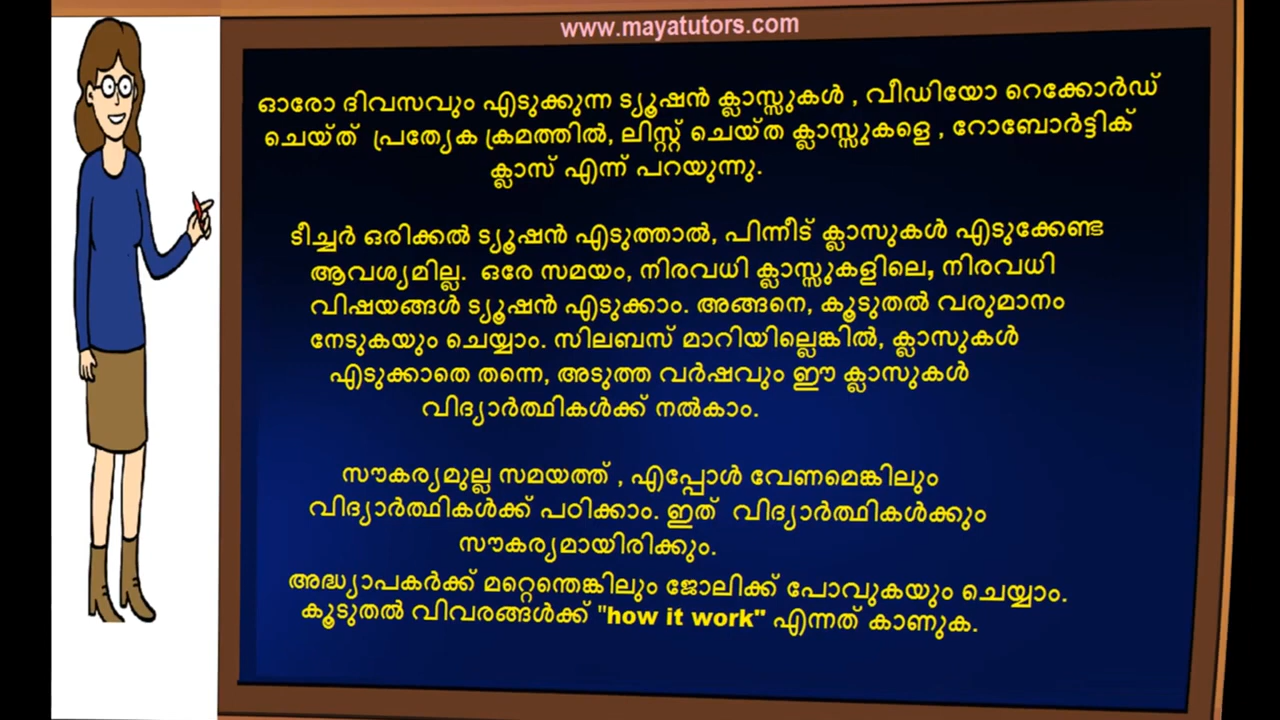 www.mayatutors.com
ഓരോ ദിവസവും എടുക്കുന്ന ട്യൂഷൻ ക്ലാസ്സുകൾ , വീഡിയോ റെക്കോർഡ്
ചെയ്ത് പ്രത്യേക ക്രമത്തിൽ, ലിസ്റ്റ് ചെയ്ത ക്ലാസ്സുകളെ , റോബോർട്ടിക്
ക്ലാസ് എന്ന് പറയുന്നു.
ടീച്ചർ ഒരിക്കൽ ട്യൂഷൻ എടുത്താൽ, പിന്നീട് ക്ലാസുകൾ എടുക്കേണ്ട
ആവശ്യമില്ല. ഒരേ സമയം, നിരവധി ക്ലാസ്സുകളിലെ, നിരവധി
വിഷയങ്ങൾ ട്യൂഷൻ എടുക്കാം. അങ്ങനെ, കൂടുതൽ വരുമാനം
നേടുകയും ചെയ്യാം. സിലബസ് മാറിയില്ലെങ്കിൽ, ക്ലാസുകൾ
എടുക്കാതെ തന്നെ, അടുത്ത വർഷവും ഈ ക്ലാസുകൾ
വിദ്യാർത്ഥികൾക്ക് നൽകാം.
സൗകര്യമുല്ല സമയത്ത് , എപ്പോൾ വേണമെങ്കിലും
വിദ്യാർത്ഥികൾക്ക് പഠിക്കാം. ഇത് വിദ്യാർത്ഥികൾക്കും
സൗകര്യമായിരിക്കും.
അദ്ധ്യാപകർക്ക് മറ്റെന്തെങ്കിലും ജോലിക്ക് പോവുകയും ചെയ്യാം.
കൂടുതൽ വിവരങ്ങൾക്ക് "how it work" എന്നത് കാണുക.